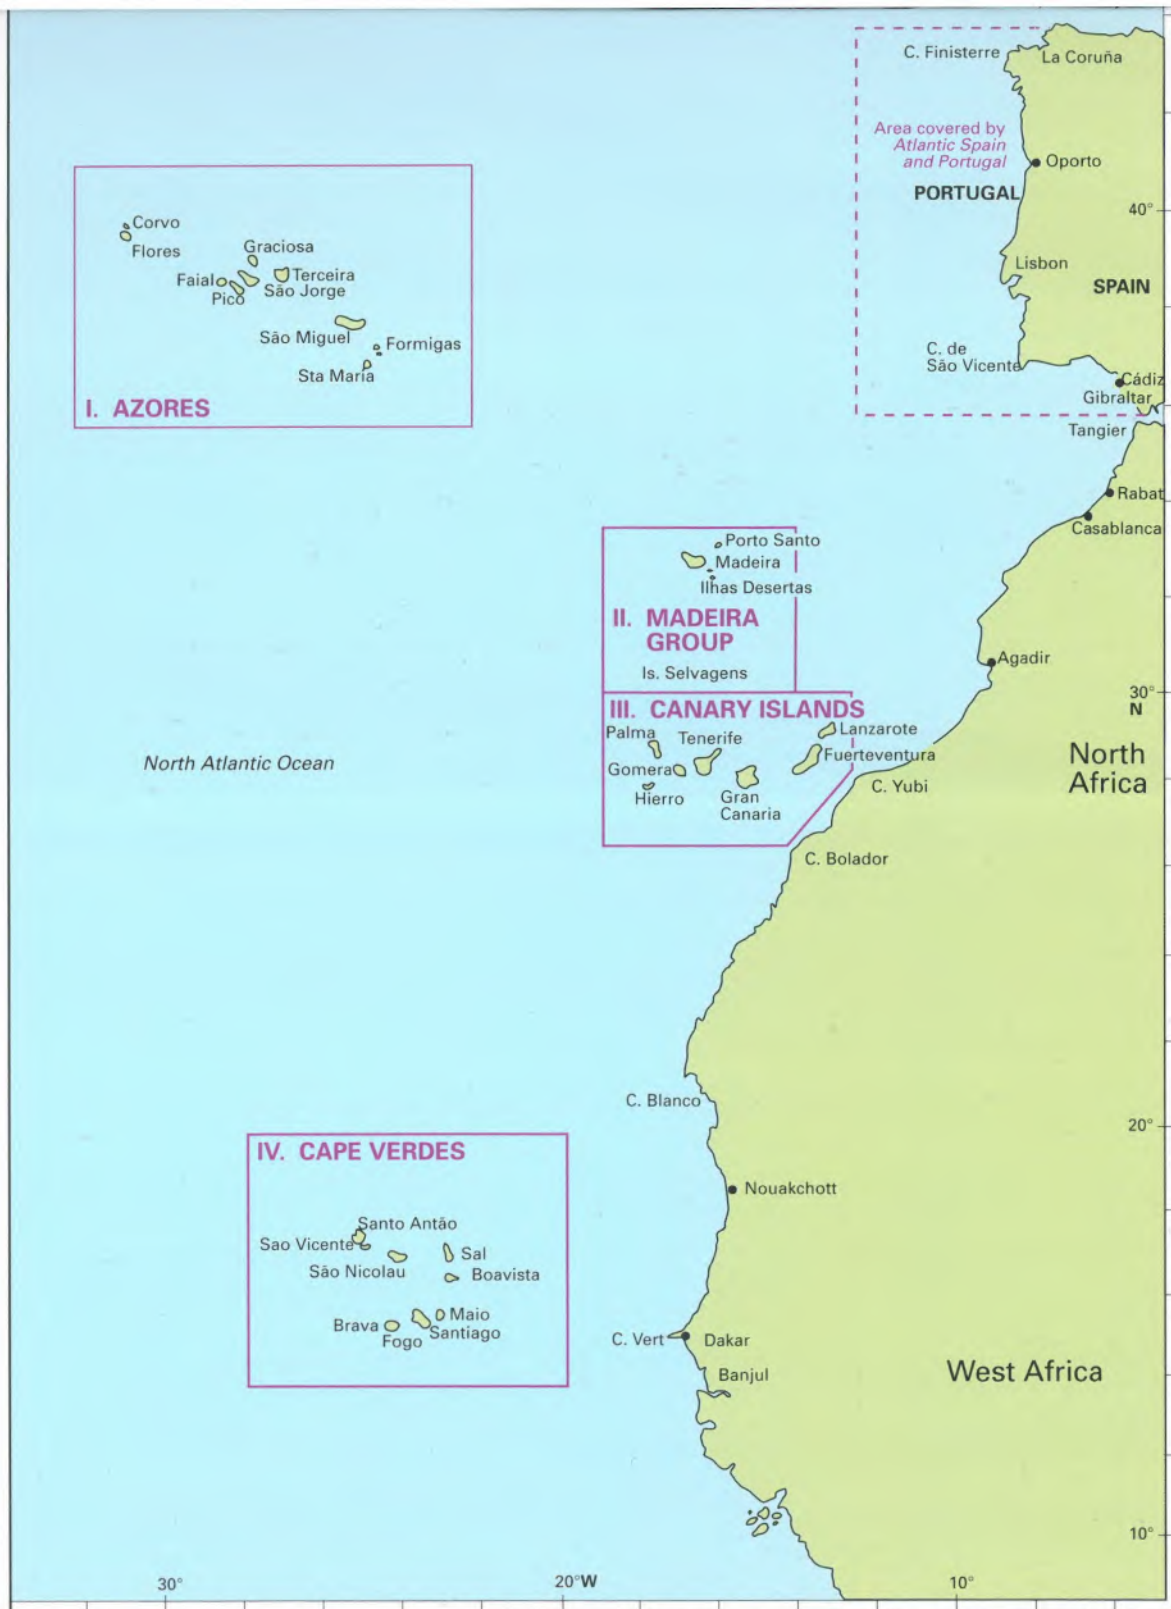 C. Finisterre
La Coruña
Area covered by
Atlantic Spain
and Portugal
Oporto
PORTUGAL
40°
Lisbon
SPAIN
C. de
São Vicente
Cádiz
Gibraltar
Tangier
Rabat
Casablanca
Corvo
Flores
Graciosa
Faial
Terceira
Pico
São Jorge
São Miguel
Formigas
Sta Maria
I. AZORES
Porto Santo
Madeira
Ilhas Desertas
II. MADEIRA
GROUP
Is. Selvagens
Agadir
30°
N
III. CANARY ISLANDS
Palma
Tenerife
Lanzarote
Gomera
Fuerteventura
Hierro
Gran
Canaria
C. Yubi
North
Africa
North Atlantic Ocean
C. Bolador
C. Blanco
20°
IV. CAPE VERDES
Nouakchott
Santo Antão
Sao Vicente
Sal
São Nicolau
Boavista
Maio
Brava
Santiago
Fogo
C. Vert
Dakar
Banjul
West Africa
10°
30°
20°W
10°